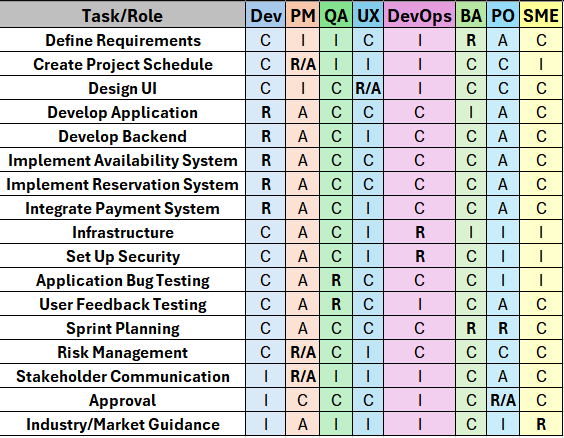 Task/Role Dev PM QA UX DevOps BA PO SME
Define Requirements C I I C I R A C
Create Project Schedule C R/A I I I C C I
Design UI C I C R/A I C C C
Develop Application R A C C C I A C
Develop Backend R A C I C C A C
Implement Availability System R A C C C C A C
Implement Reservation System R A C C C C A C
Integrate Payment System R A C I C C A C
Infrastructure C A C I R I I I
Set Up Security C A C I R C I I
Application Bug Testing C A R C C C I I
User Feedback Testing C A R C I C A C
Sprint Planning C A C C C R R C
Risk Management C R/A C I C C C C
Stakeholder Communication I R/A I I I C A C
Approval I C C C I C R/A C
Industry/Market Guidance I A I I I C I R